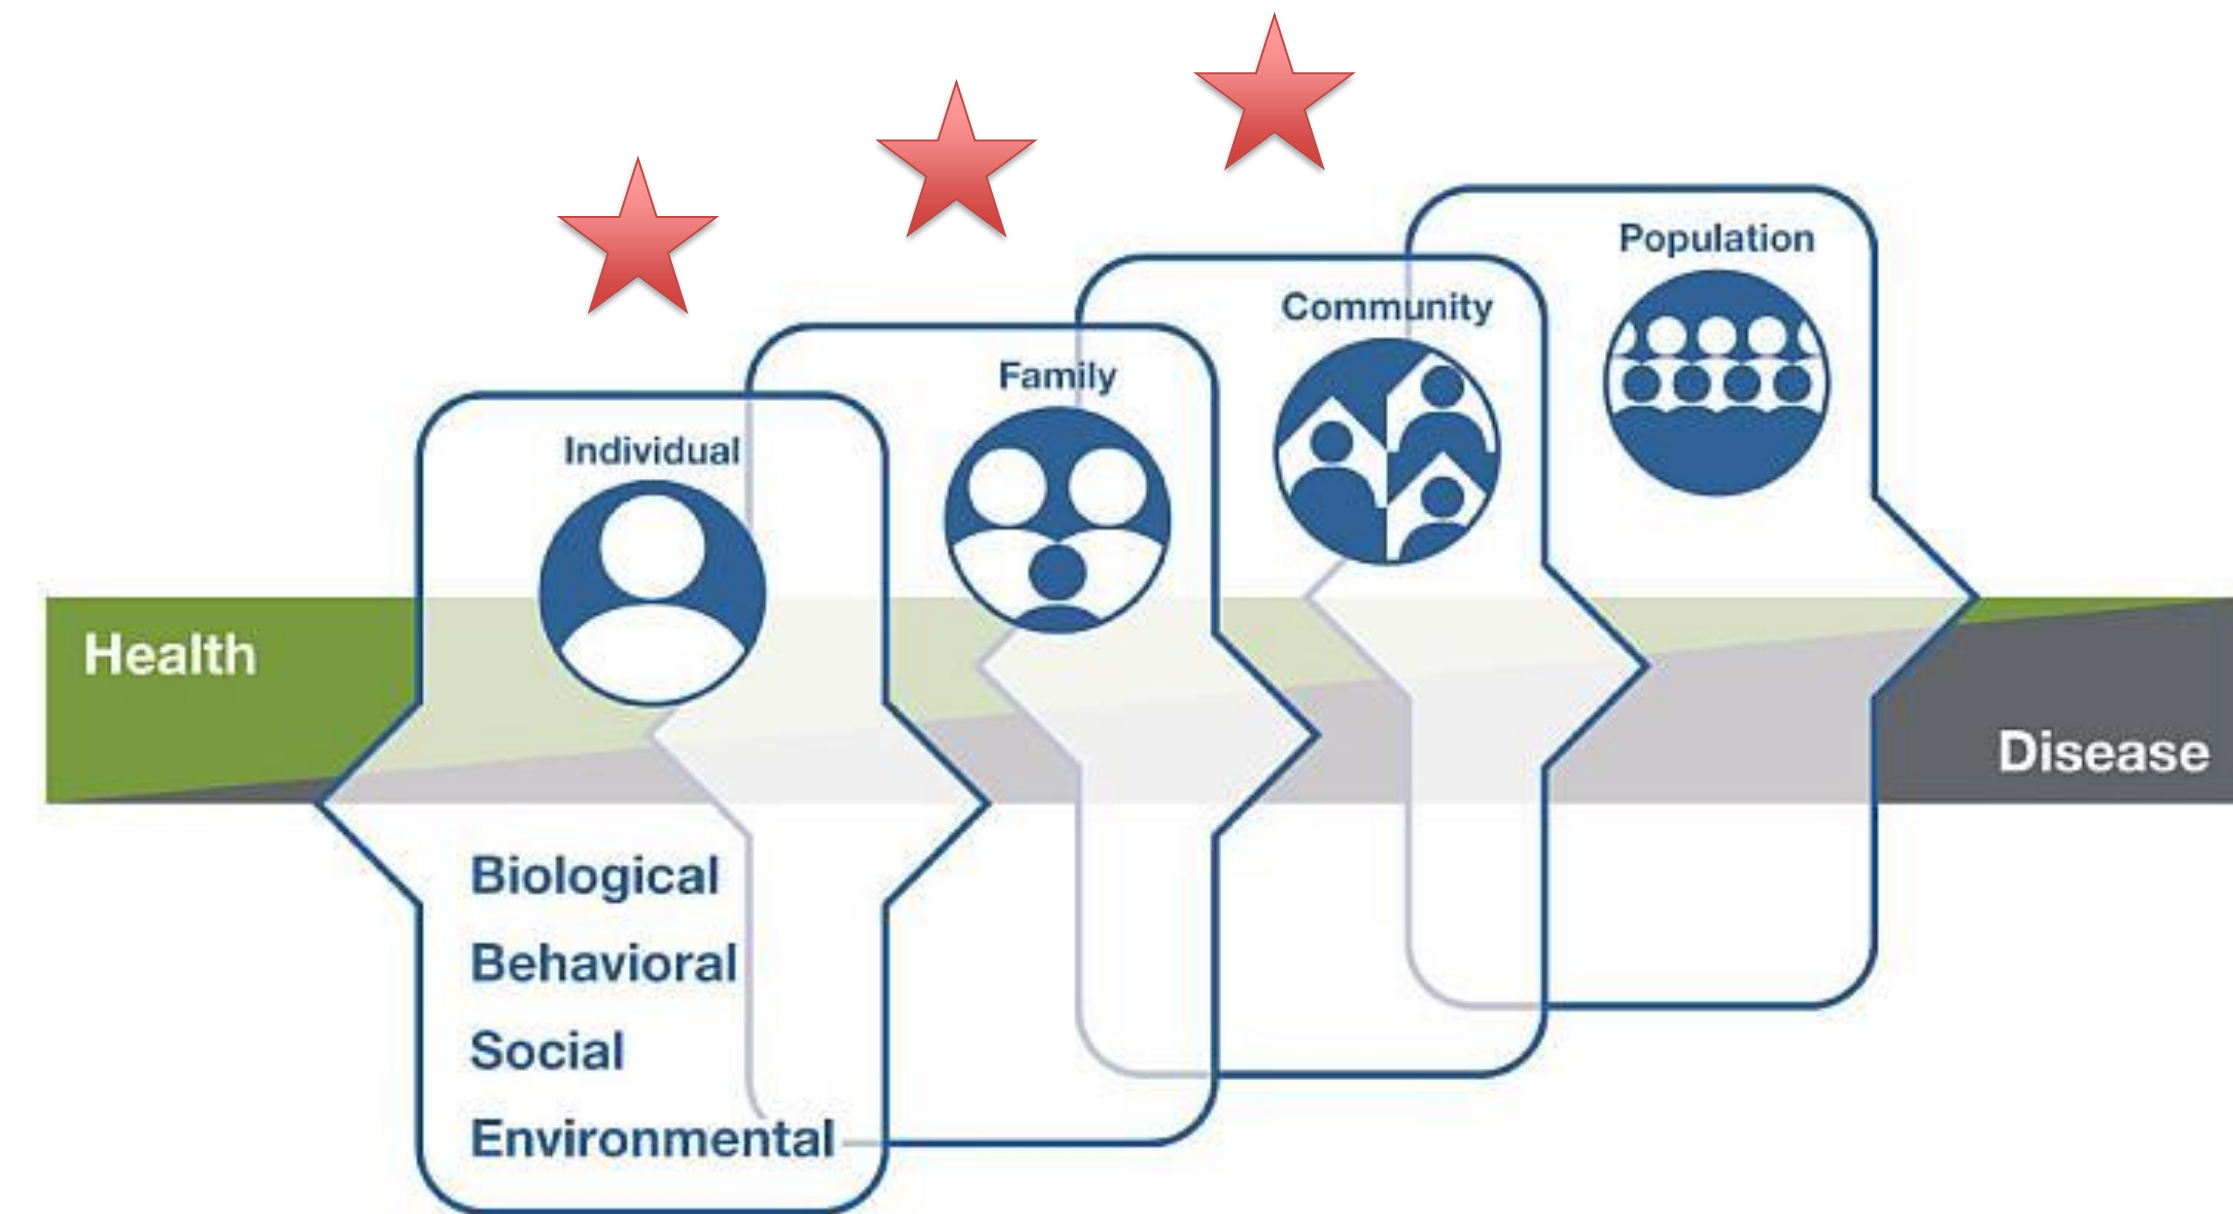 Population
Community
Family
Individual
Health
Disease
Biological
Behavioral
Social
Environmental